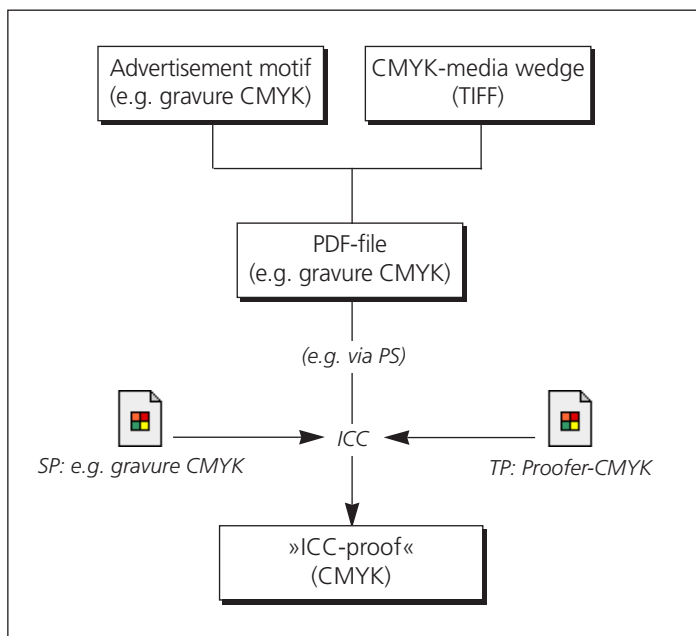 Advertisement motif
(e.g. gravure CMYK)
CMYK-media wedge
(TIFF)
PDF-file
(e.g. gravure CMYK)
(e.g. via PS)
ICC
SP: e.g. gravure CMYK
TP: Proofer-CMYK
»ICC-proof«
(CMYK)